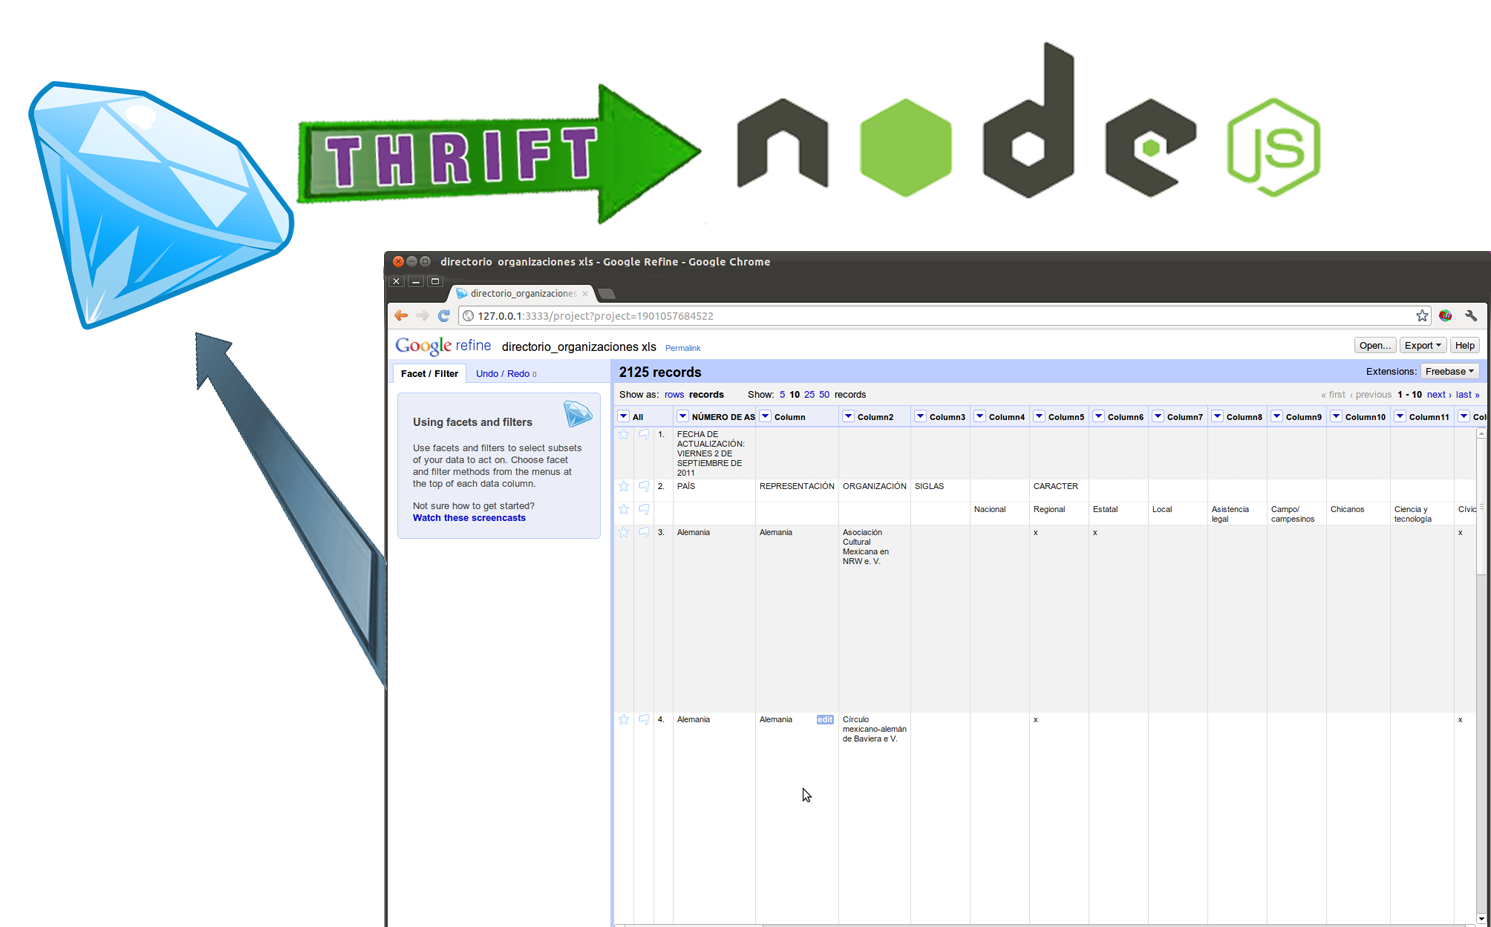 THRIFT
node
JS
directorio organizaciones xls - Google Refine - Google Chrome
directorio_organizaciones
127.0.0.1:3333/project?project=1901057684522
Google refine directorio_organizaciones xls Permalink
Open... Export Help
Facet / Filter Undo / Redo 0
2125 records
Extensions: Freebase
Show as: rows records Show: 5 10 25 50 records
« first ‹ previous 1 - 10 next › last »
All NÚMERO DE AS Column Column2 Column3 Column4 Column5 Column6 Column7 Column8 Column9 Column10 Column11 Col
Using facets and filters
Use facets and filters to select subsets
of your data to act on. Choose facet
and filter methods from the menus at
the top of each data column.
Not sure how to get started?
Watch these screencasts
1. FECHA DE
ACTUALIZACIÓN:
VIERNES 2 DE
SEPTIEMBRE DE
2011
2. PAÍS REPRESENTACIÓN ORGANIZACIÓN SIGLAS CARACTER
Nacional Regional Estatal Local Asistencia Campo/ Chicanos Ciencia y Cívic
legal campesinos tecnología
3. Alemania Alemania Asociación x x x
Cultural
Mexicana en
NRW e. V.
4. Alemania Alemania edit Círculo x x
mexicano-alemán
de Baviera e V.